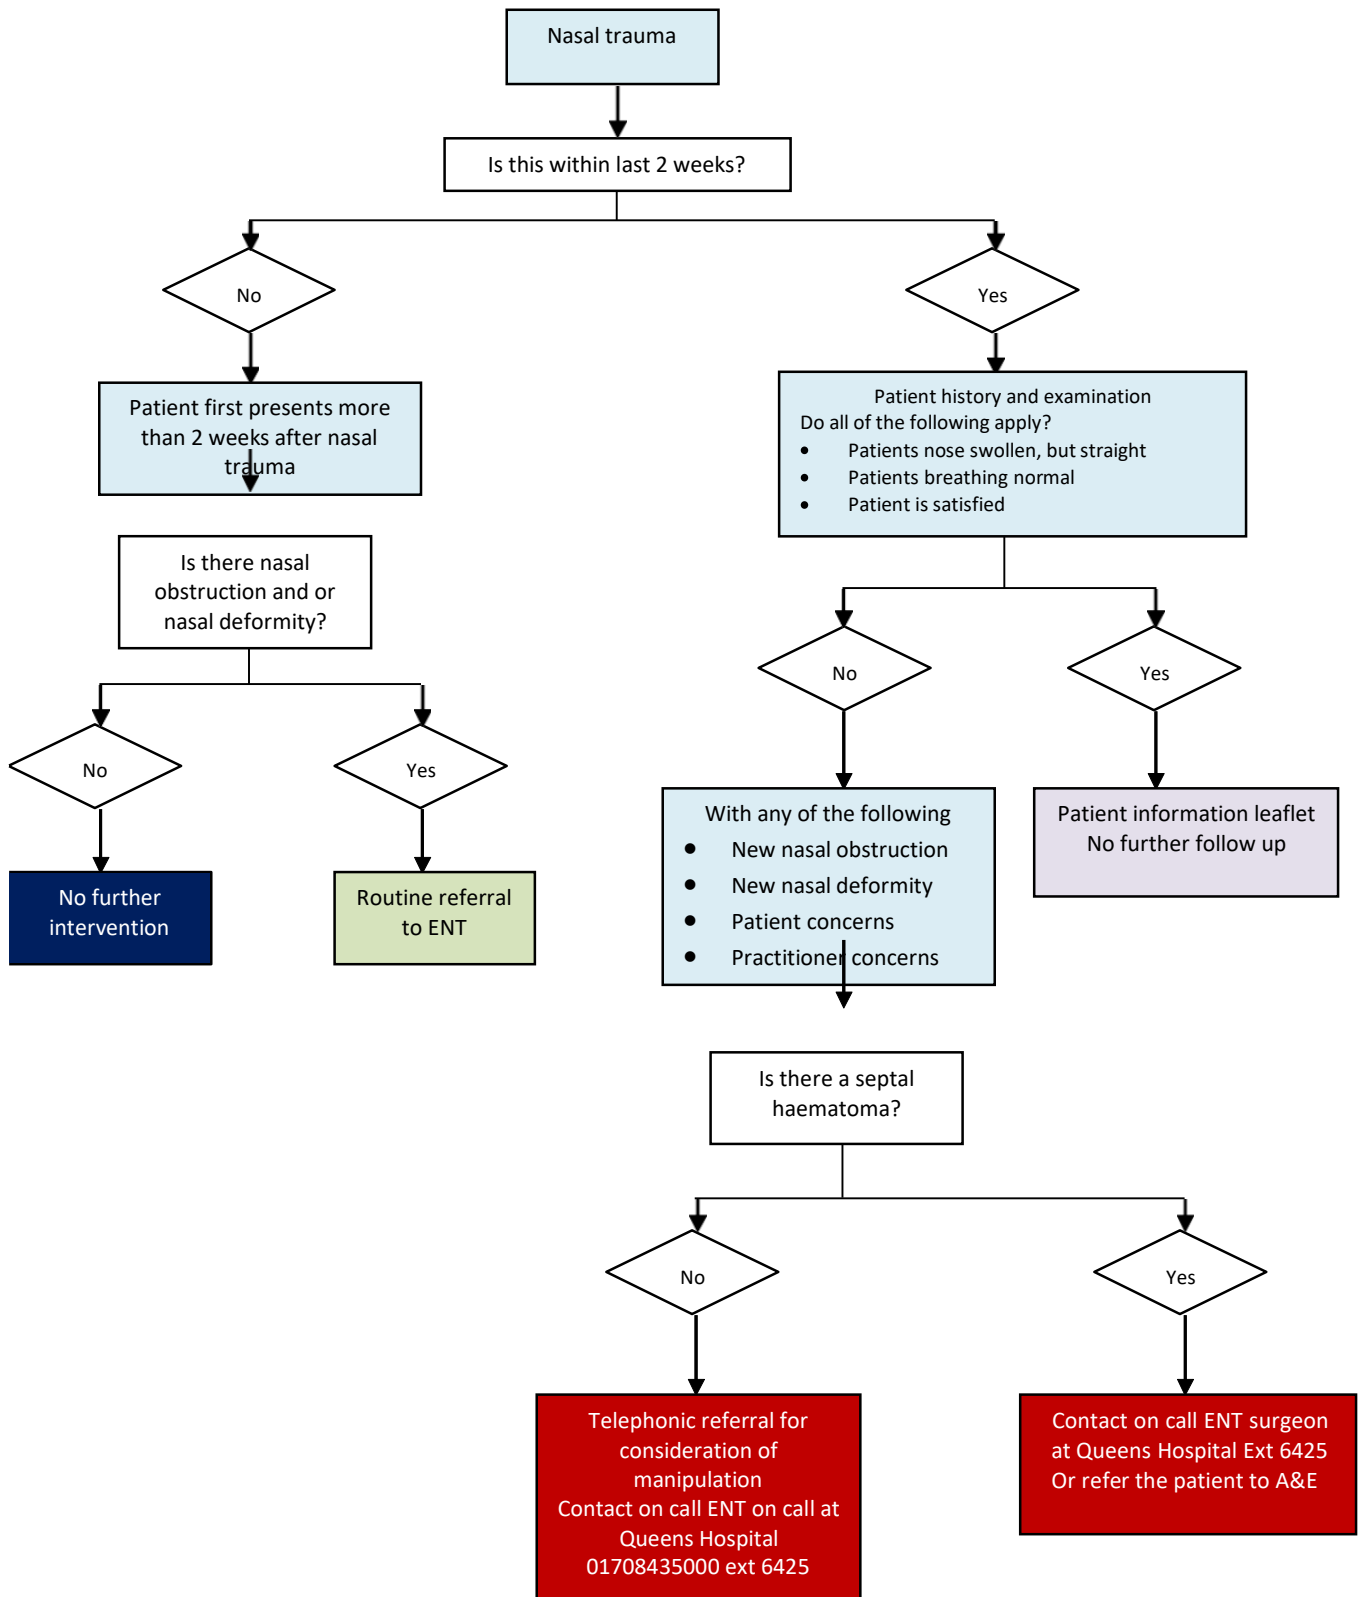 Nasal trauma
Is this within last 2 weeks?
No
Yes
Patient first presents more
than 2 weeks after nasal
trauma
Patient history and examination
Do all of the following apply?
• Patients nose swollen, but straight
• Patients breathing normal
• Patient is satisfied
Is there nasal
obstruction and or
nasal deformity?
No
Yes
No
Yes
No further
intervention
Routine referral
to ENT
With any of the following
• New nasal obstruction
• New nasal deformity
• Patient concerns
• Practitioner concerns
Patient information leaflet
No further follow up
Is there a septal
haematoma?
No
Yes
Telephonic referral for
consideration of
manipulation
Contact on call ENT on call at
Queens Hospital
01708435000 ext 6425
Contact on call ENT surgeon
at Queens Hospital Ext 6425
Or refer the patient to A&E